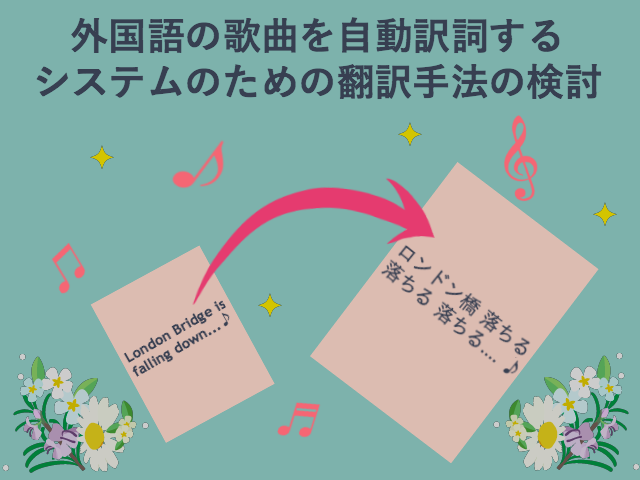 外国語の歌曲を自動訳詞する
システムのための翻訳手法の検討
London Bridge is
falling down...♪
ロンドン橋 落ちる
落ちる 落ちる.... ♪